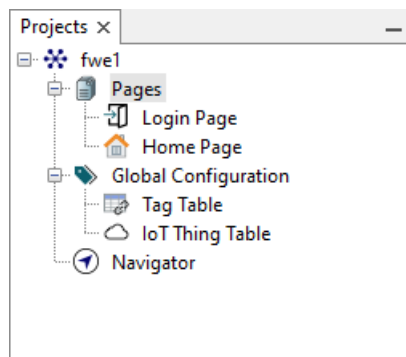 Projects
fwe1
Pages
Login Page
Home Page
Global Configuration
Tag Table
IoT Thing Table
Navigator